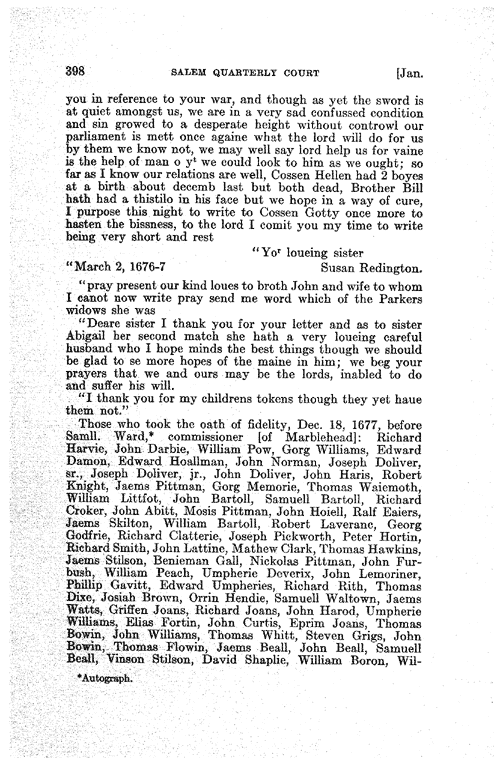 398 SALEM QUARTERLY COURT [Jan.
you in reference to your war, and though as yet the sword is
at quiet amongst us, we are in a very sad confussed condition
and sin growed to a desperate height without controwl our
parliament is mett once againe what the lord will do for us
by them we know not, we may well say lord help us for vaine
is the help of man o yᵗ we could look to him as we ought; so
far as I know our relations are well, Cossen Hellen had 2 boyes
at a birth about decemb last but both dead, Brother Bill
hath had a thistilo in his face but we hope in a way of cure,
I purpose this night to write to Cossen Gotty once more to
hasten the bissness, to the lord I comit you my time to write
being very short and rest
"Yoʳ loueing sister
"March 2, 1676-7 Susan Redington.
"pray present our kind loues to broth John and wife to whom
I canot now write pray send me word which of the Parkers
widows she was
"Deare sister I thank you for your letter and as to sister
Abigail her second match she hath a very loueing careful
husband who I hope minds the best things though we should
be glad to se more hopes of the maine in him; we beg your
prayers that we and ours may be the lords, inabled to do
and suffer his will.
"I thank you for my childrens tokens though they yet haue
them not."
Those who took the oath of fidelity, Dec. 18, 1677, before
Samll. Ward,* commissioner [of Marblehead]: Richard
Harvie, John Darbie, William Pow, Gorg Williams, Edward
Damon, Edward Hoallman, John Norman, Joseph Doliver,
sr., Joseph Doliver, jr., John Doliver, John Haris, Robert
Knight, Jaems Pittman, Gorg Memorie, Thomas Waiemoth,
William Littfot, John Bartoll, Samuell Bartoll, Richard
Croker, John Abitt, Mosis Pittman, John Hoiell, Ralf Eaiers,
Jaems Skilton, William Bartoll, Robert Laveranc, Georg
Godfrie, Richard Clatterie, Joseph Pickworth, Peter Hortin,
Richard Smith, John Lattine, Mathew Clark, Thomas Hawkins,
Jaems Stilson, Benieman Gall, Nickolas Pittman, John Fur-
bush, William Peach, Umpherie Deverix, John Lemoriner,
Phillip Gavitt, Edward Umpheries, Richard Rith, Thomas
Dixe, Josiah Brown, Orrin Hendie, Samuell Waltown, Jaems
Watts, Griffen Joans, Richard Joans, John Harod, Umpherie
Williams, Elias Fortin, John Curtis, Eprim Joans, Thomas
Bowin, John Williams, Thomas Whitt, Steven Grigs, John
Bowin, Thomas Flowin, Jaems Beall, John Beall, Samuell
Beall, Vinson Stilson, David Shaplie, William Boron, Wil-
*Autograph.